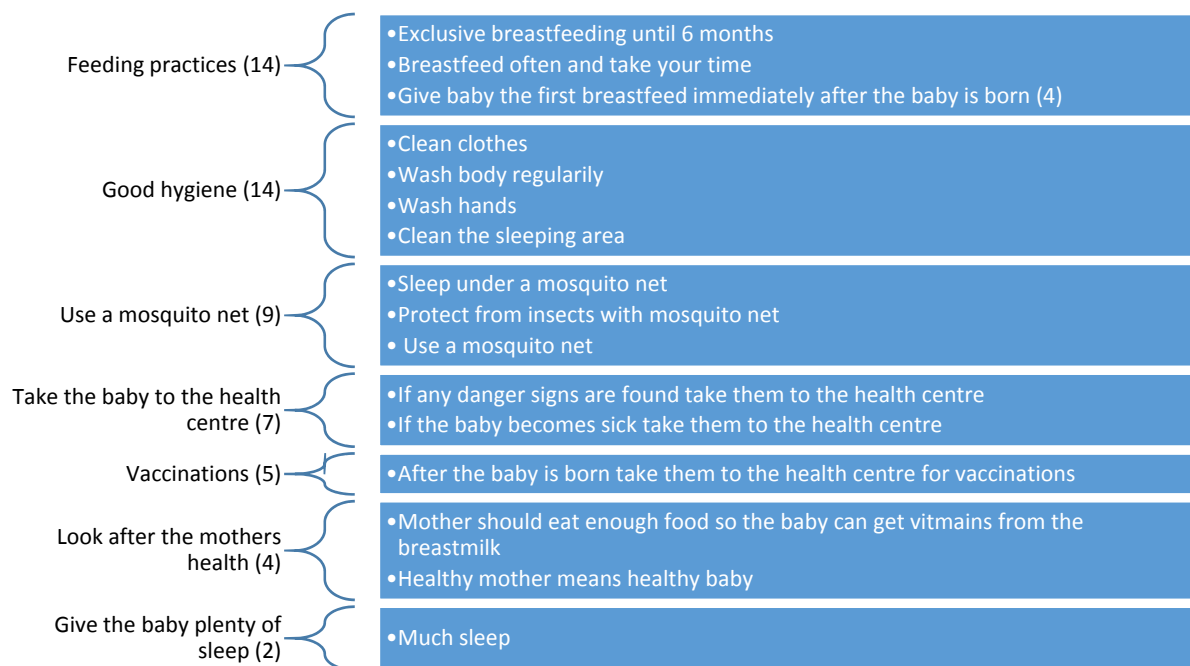 Feeding practices (14)
•Exclusive breastfeeding until 6 months
•Breastfeed often and take your time
•Give baby the first breastfeed immediately after the baby is born (4)
Good hygiene (14)
•Clean clothes
•Wash body regularily
•Wash hands
•Clean the sleeping area
Use a mosquito net (9)
•Sleep under a mosquito net
•Protect from insects with mosquito net
• Use a mosquito net
Take the baby to the health
centre (7)
•If any danger signs are found take them to the health centre
•If the baby becomes sick take them to the health centre
Vaccinations (5)
•After the baby is born take them to the health centre for vaccinations
Look after the mothers
health (4)
•Mother should eat enough food so the baby can get vitmains from the
breastmilk
•Healthy mother means healthy baby
Give the baby plenty of
sleep (2)
•Much sleep